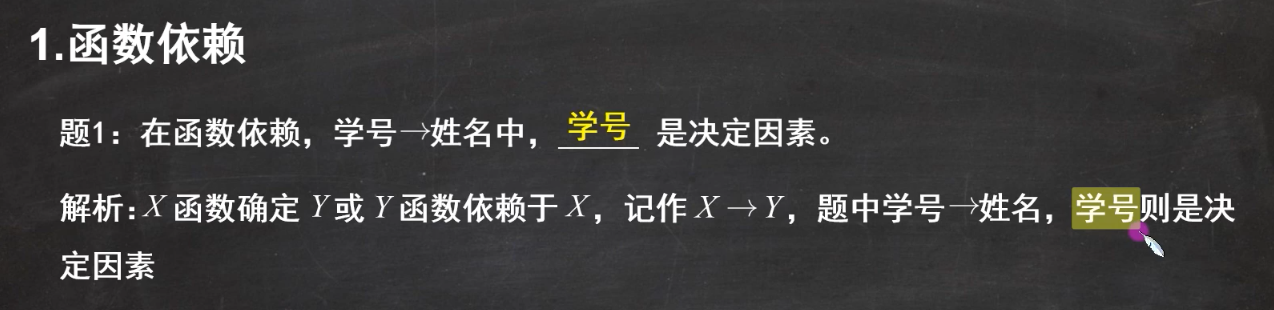 1.函数依赖
题1：在函数依赖，学号→姓名中，学号 是决定因素。
解析：X 函数确定 Y 或 Y 函数依赖于 X，记作 X→Y，题中学号→姓名，学号则是决
定因素